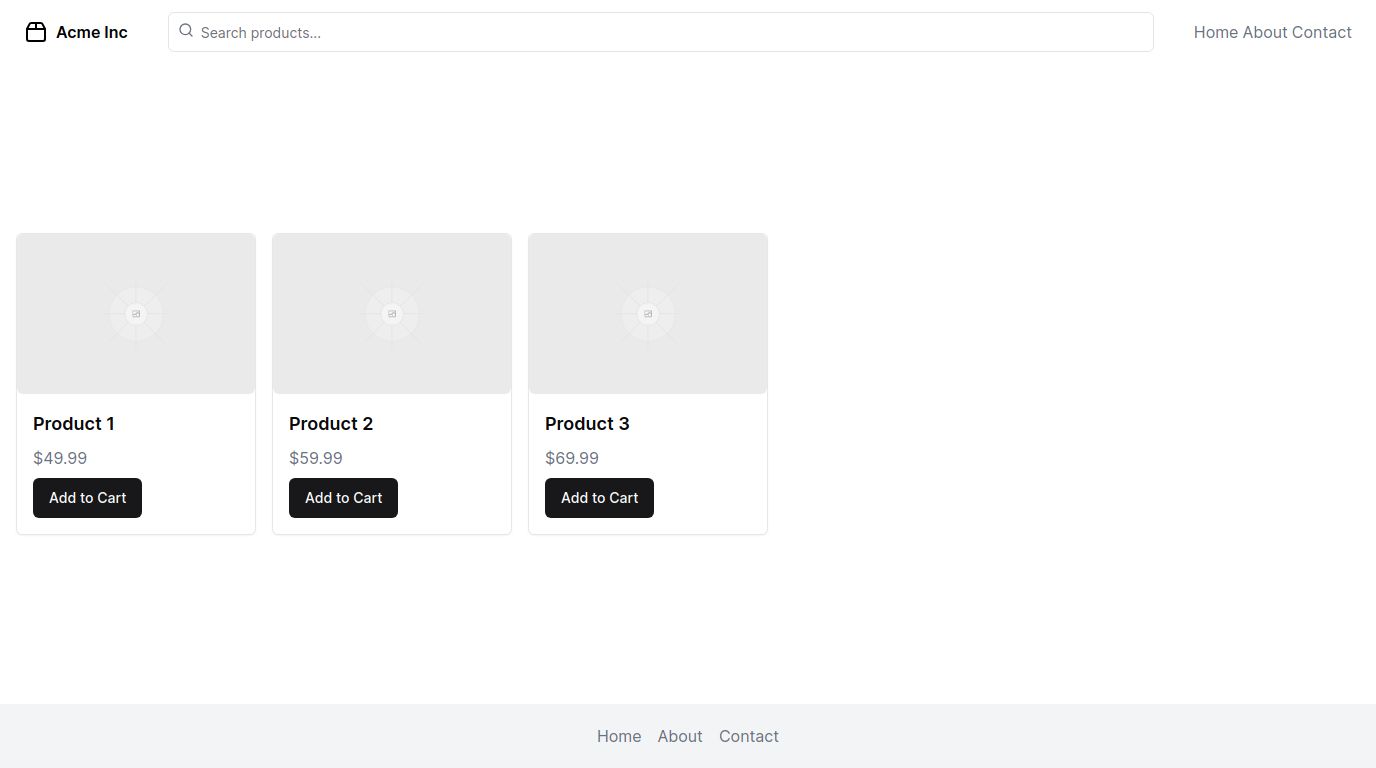 Acme Inc
Search products...
Home About Contact
Product 1
$49.99
Add to Cart
Product 2
$59.99
Add to Cart
Product 3
$69.99
Add to Cart
Home About Contact